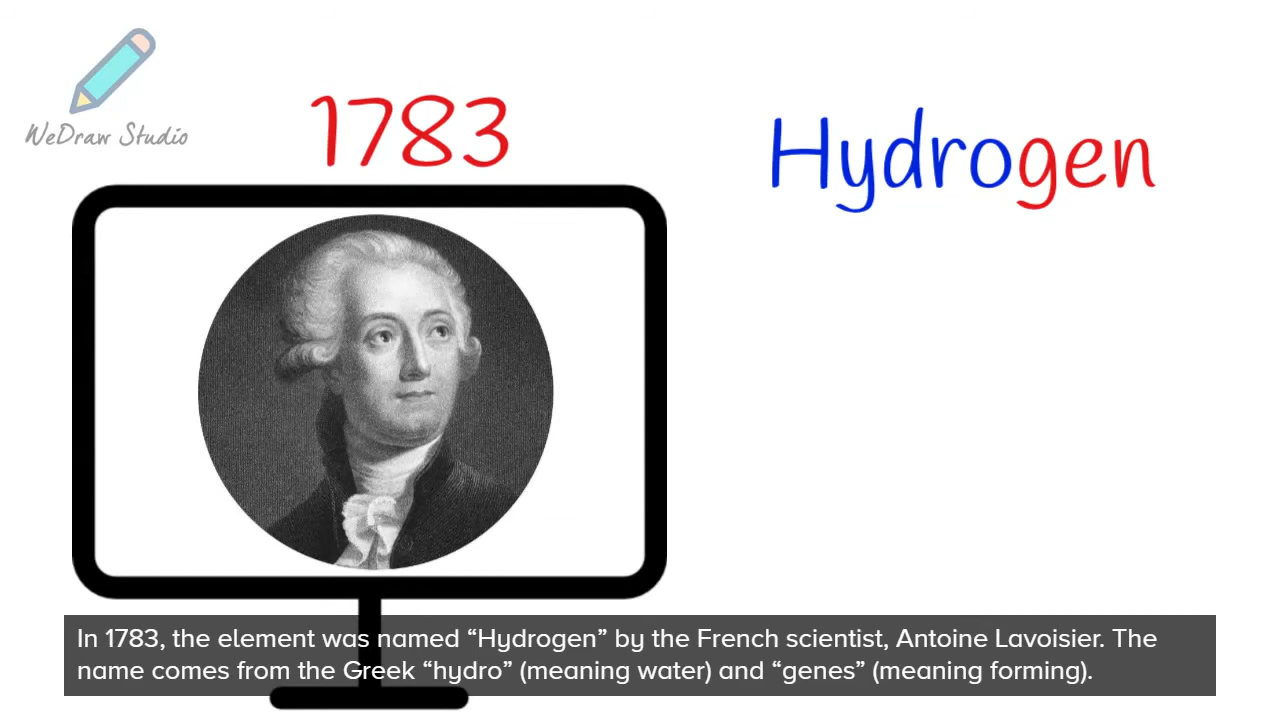 WeDraw Studio
1783
Hydrogen
In 1783, the element was named “Hydrogen” by the French scientist, Antoine Lavoisier. The
name comes from the Greek “hydro” (meaning water) and “genes” (meaning forming).